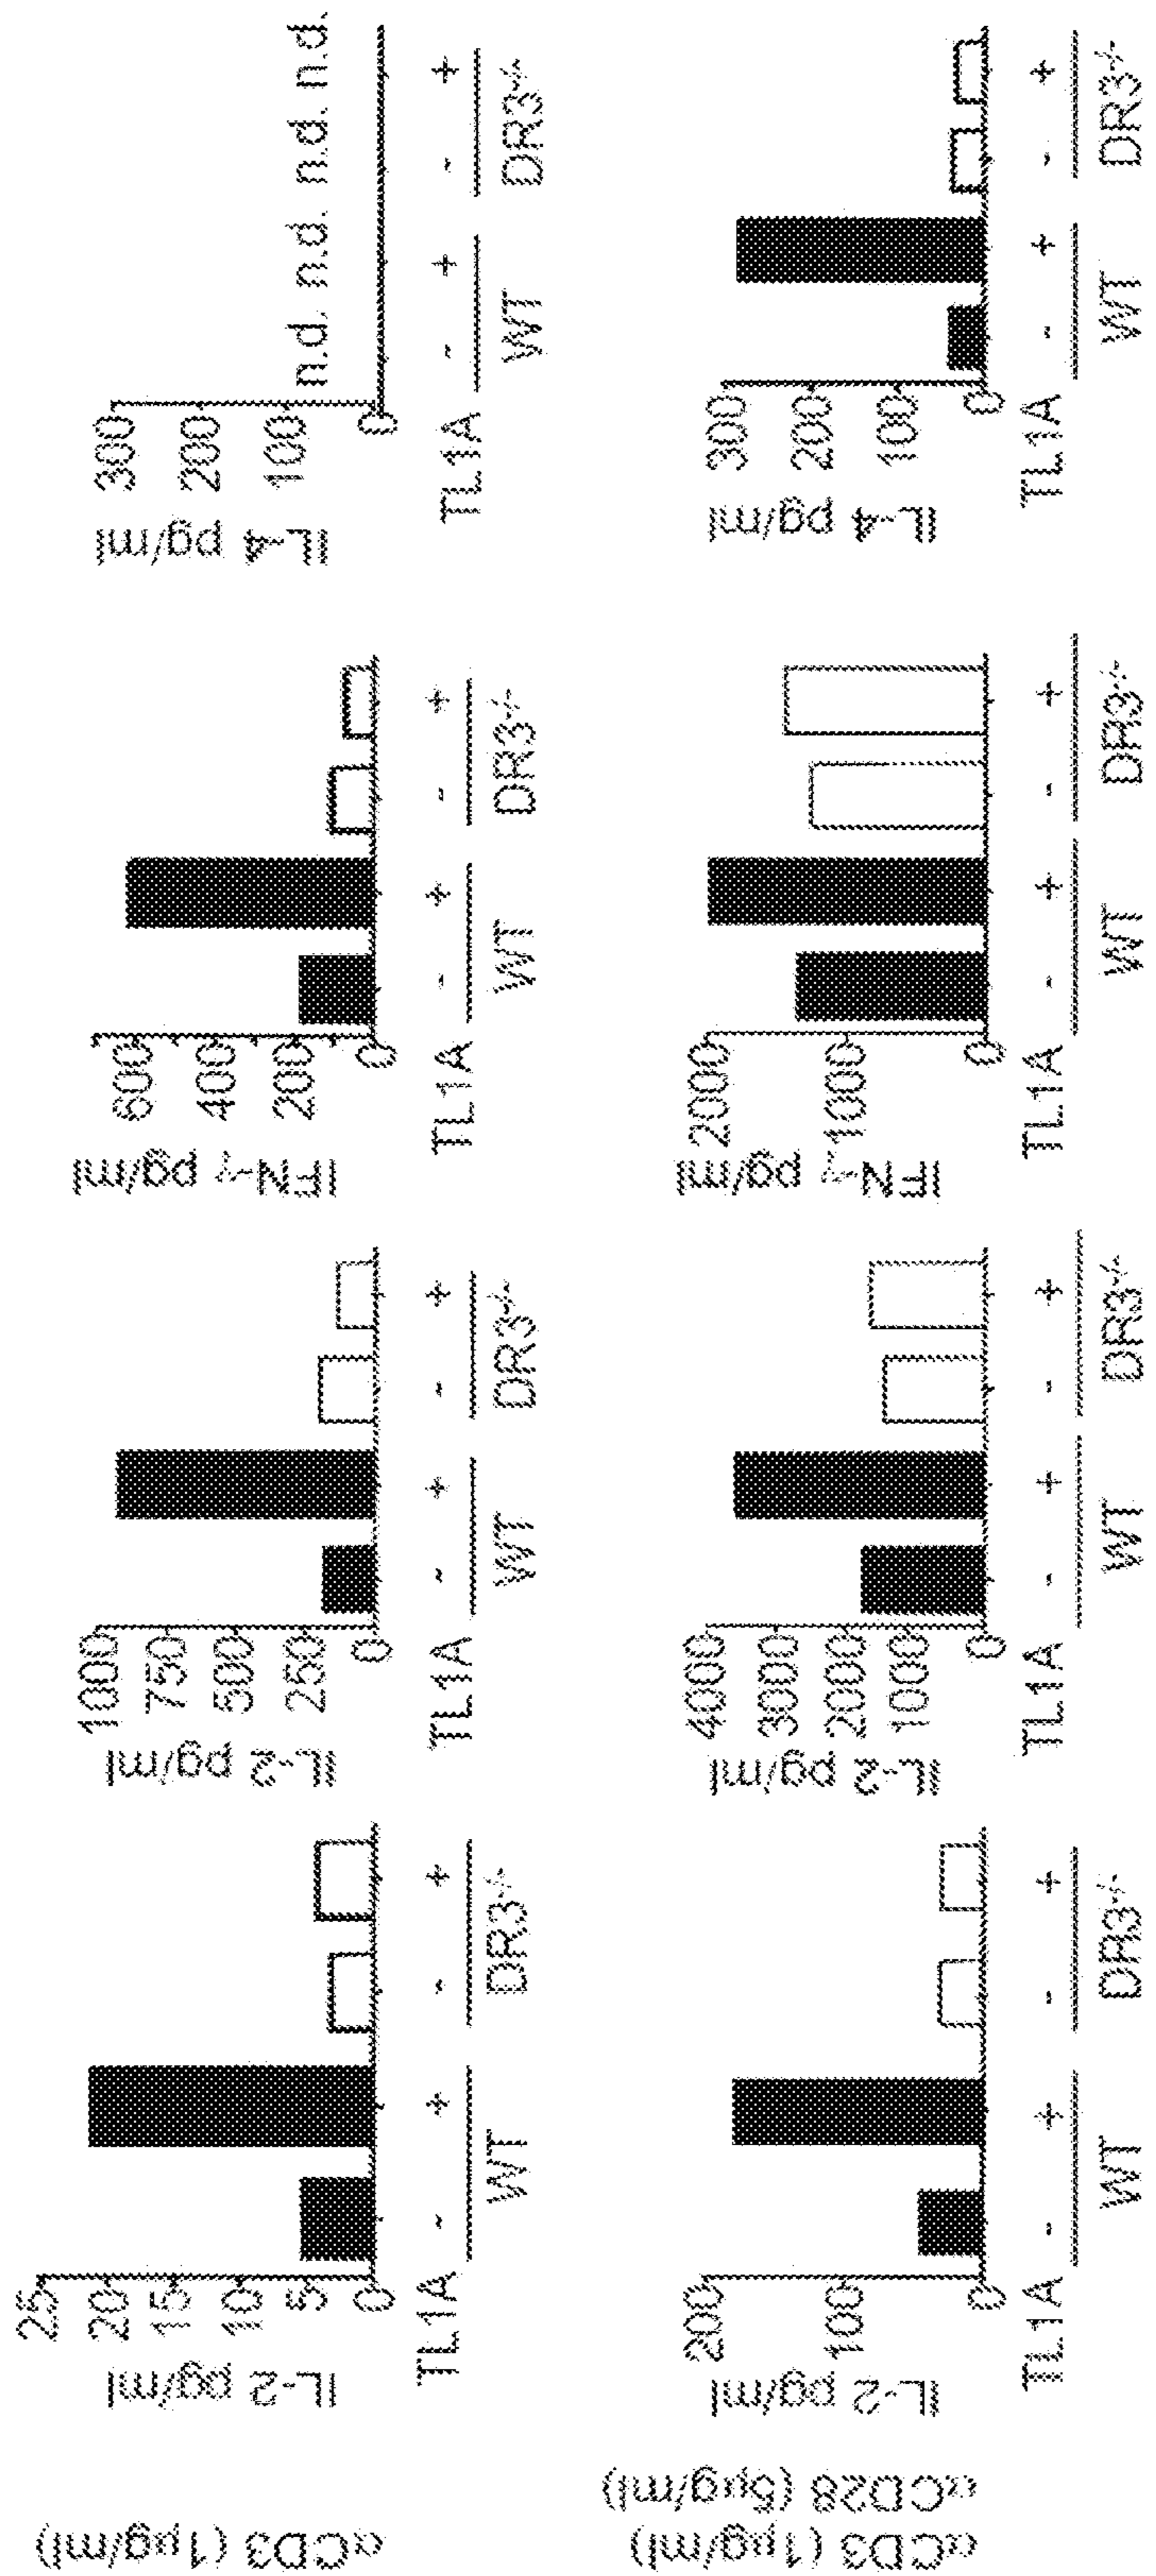 αCD3 (1μg/ml)
IL-2 pg/ml
25
20
15
10
5
0
TL1A - + - +
WT DR3-/-
IL-2 pg/ml
1000
750
500
250
0
TL1A - + - +
WT DR3-/-
IFN-γ pg/ml
600
400
200
0
TL1A - + - +
WT DR3-/-
IL-4 pg/ml
300
200
100
0
n.d. n.d. n.d. n.d.
TL1A - + - +
WT DR3-/-
αCD3 (1μg/ml)
αCD28 (5μg/ml)
IL-2 pg/ml
200
100
0
TL1A - + - +
WT DR3-/-
IL-2 pg/ml
4000
3000
2000
1000
0
TL1A - + - +
WT DR3-/-
IFN-γ pg/ml
2000
1000
0
TL1A - + - +
WT DR3-/-
IL-4 pg/ml
300
200
100
0
TL1A - + - +
WT DR3-/-